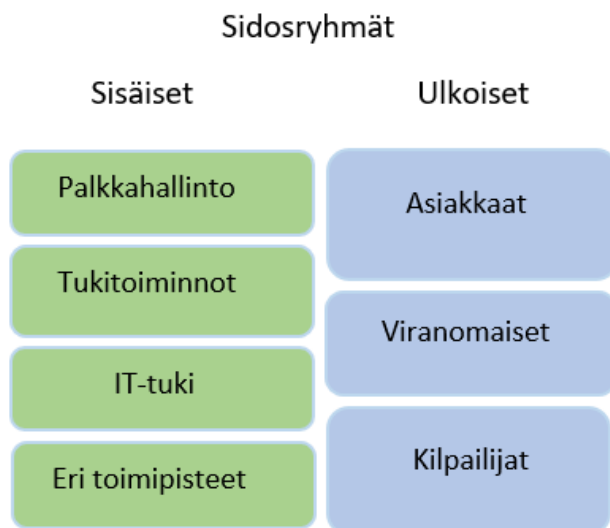 Sidosryhmät
Sisäiset
Palkkahallinto
Tukitoiminnot
IT-tuki
Eri toimipisteet
Ulkoiset
Asiakkaat
Viranomaiset
Kilpailijat